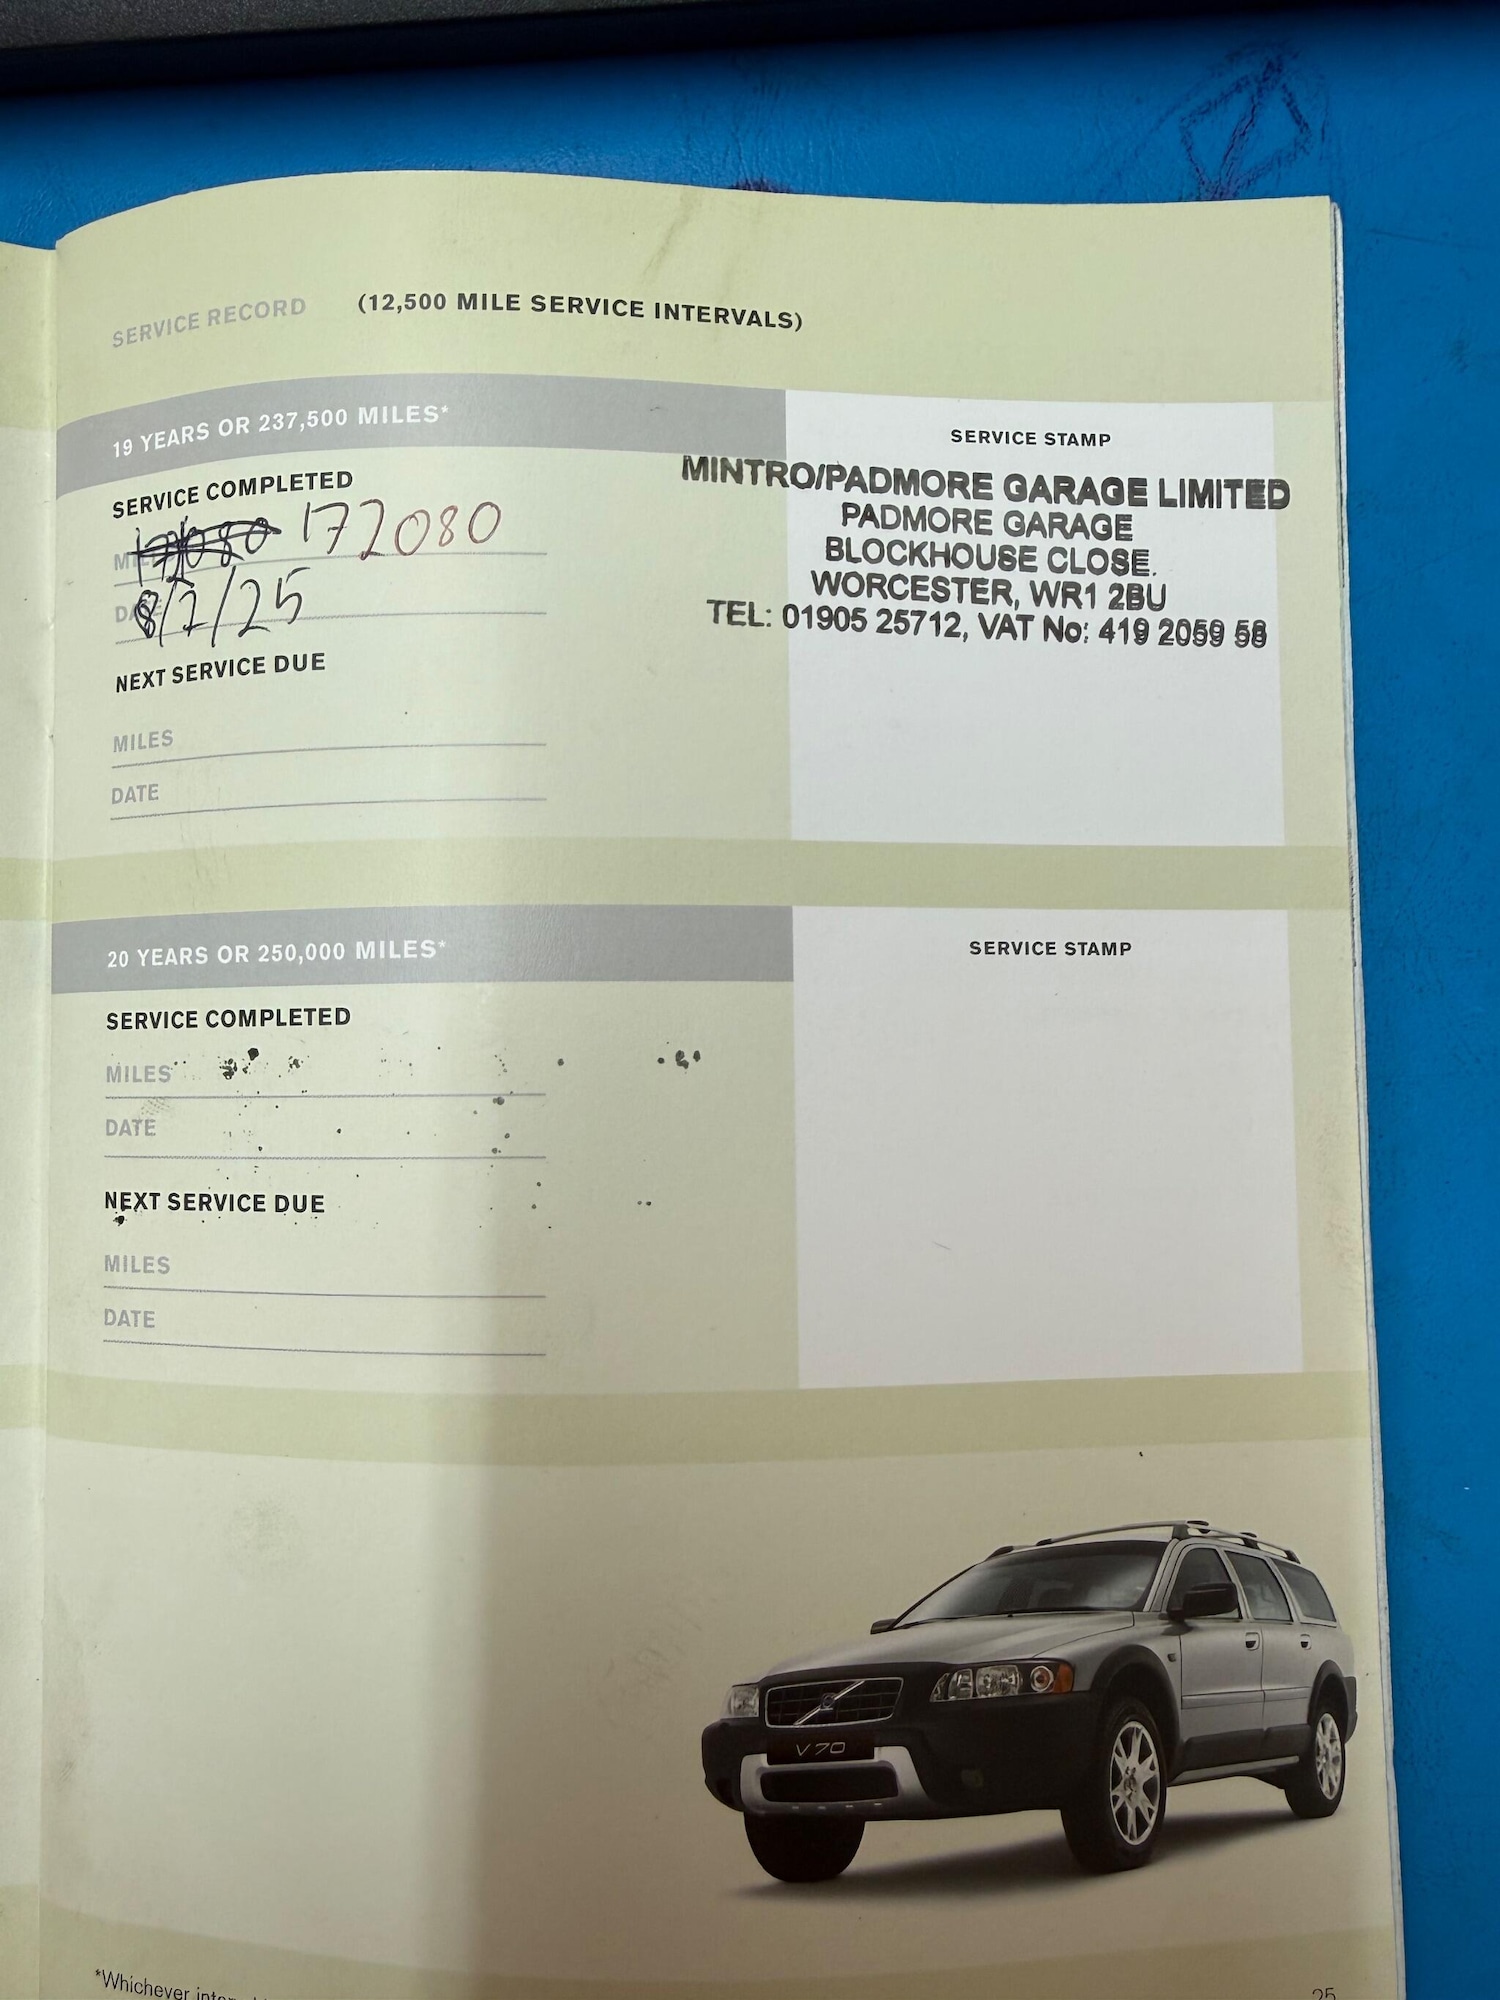 SERVICE RECORD (12,500 MILE SERVICE INTERVALS)
19 YEARS OR 237,500 MILES*
SERVICE COMPLETED
172080
DATE 8/7/25
NEXT SERVICE DUE
MILES
DATE
SERVICE STAMP
MINTRO/PADMORE GARAGE LIMITED
PADMORE GARAGE
BLOCKHOUSE CLOSE.
WORCESTER, WR1 2BU
TEL: 01905 25712, VAT No: 419 2059 58
20 YEARS OR 250,000 MILES*
SERVICE COMPLETED
MILES
DATE
NEXT SERVICE DUE
MILES
DATE
SERVICE STAMP
V70
*Whichever
25